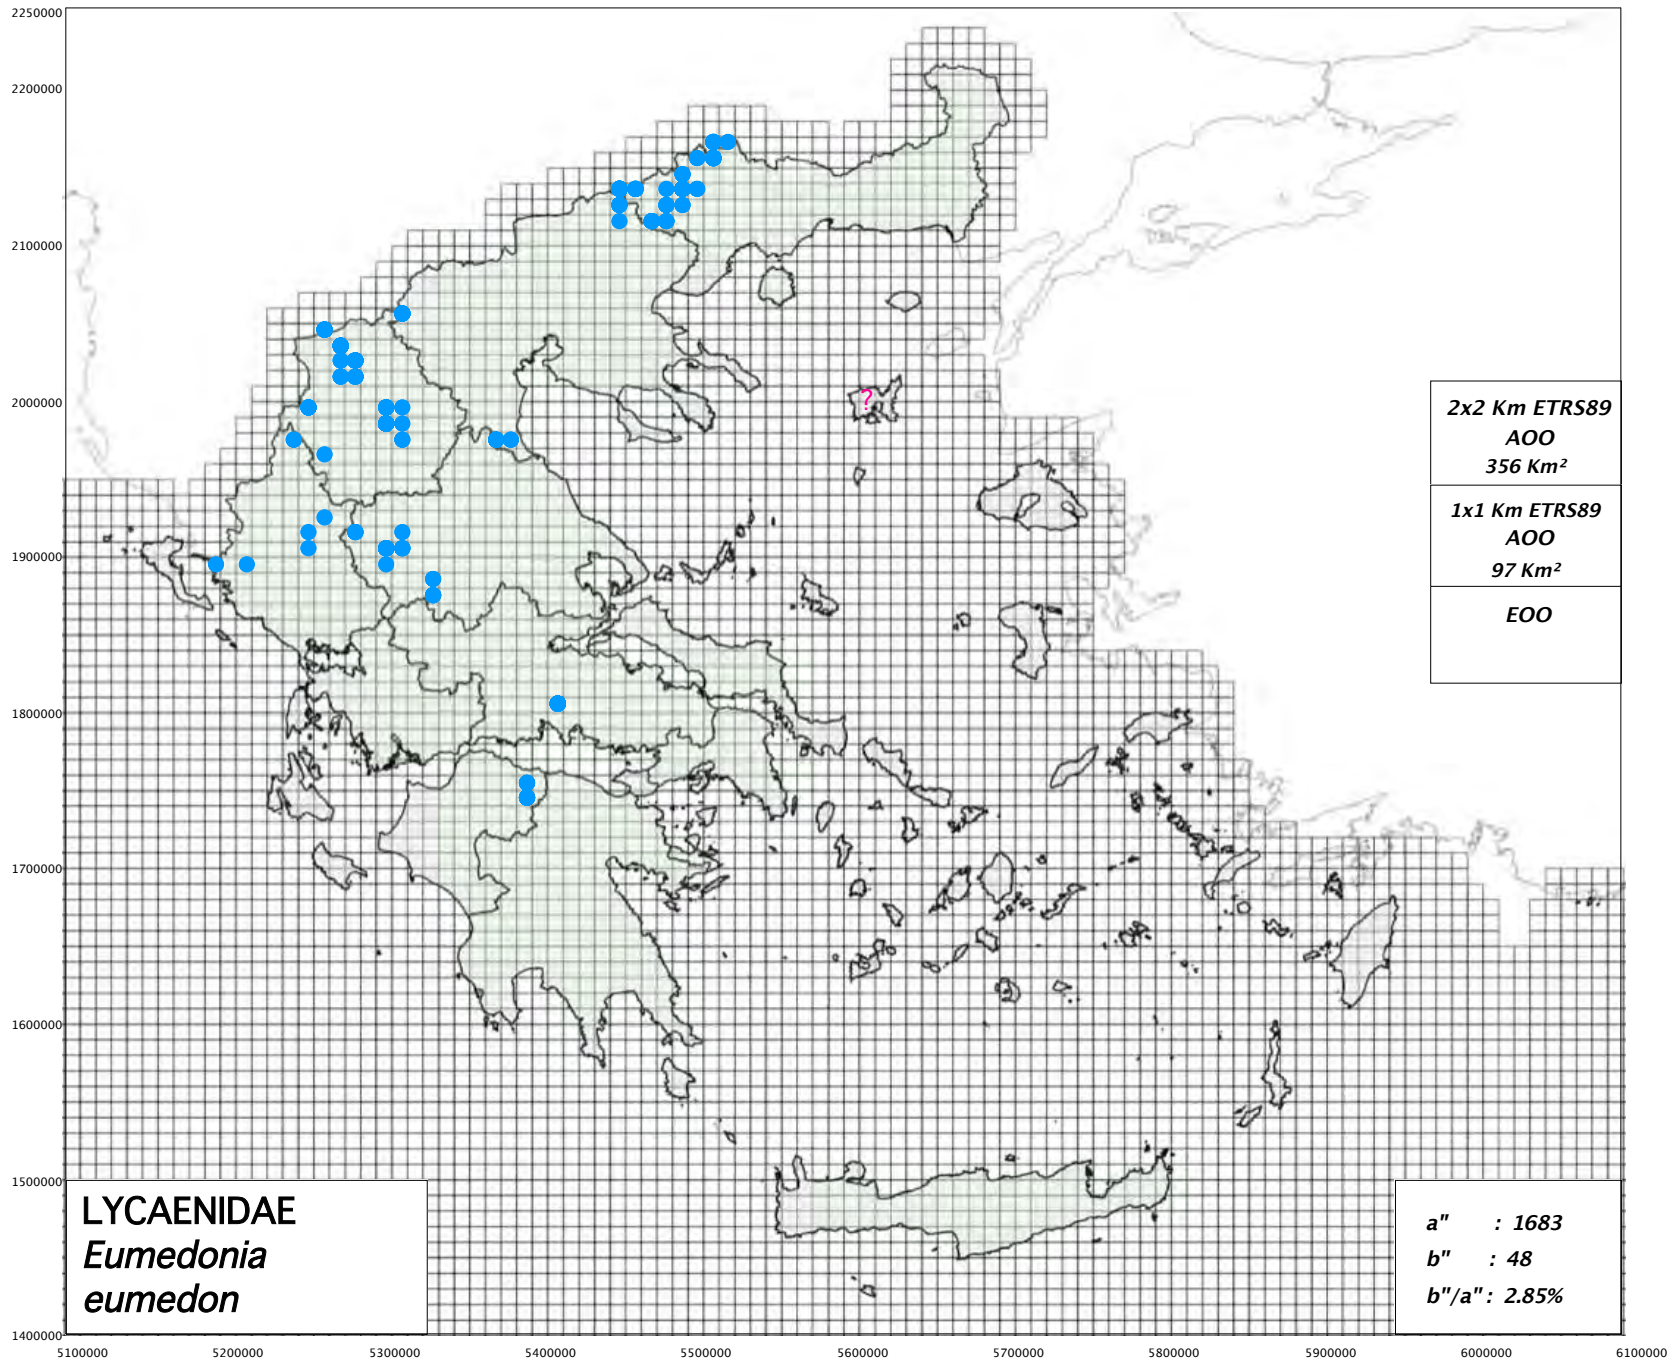 2250000
2200000
2100000
2000000
1900000
1800000
1700000
1600000
1500000
1400000
?
2x2 Km ETRS89
AOO
356 Km²
1x1 Km ETRS89
AOO
97 Km²
EOO
LYCAENIDAE
Eumedonia
eumedon
a" : 1683
b" : 48
b"/a" : 2.85%
5100000 5200000 5300000 5400000 5500000 5600000 5700000 5800000 5900000 6000000 6100000